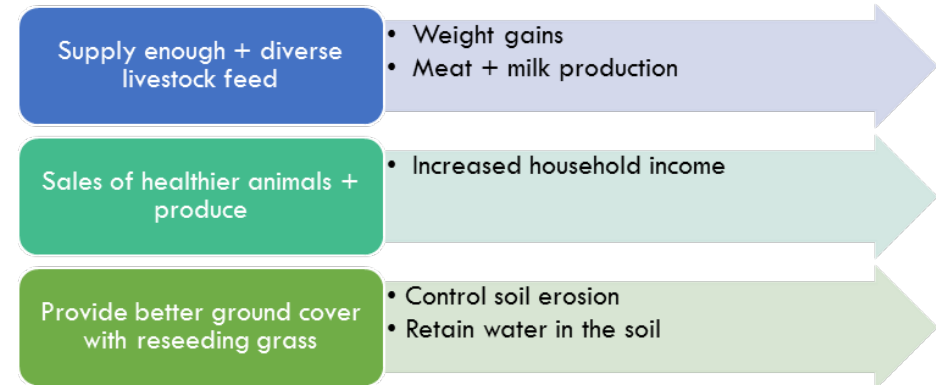 Supply enough + diverse
livestock feed
• Weight gains
• Meat + milk production
Sales of healthier animals +
produce
• Increased household income
Provide better ground cover
with reseeding grass
• Control soil erosion
• Retain water in the soil